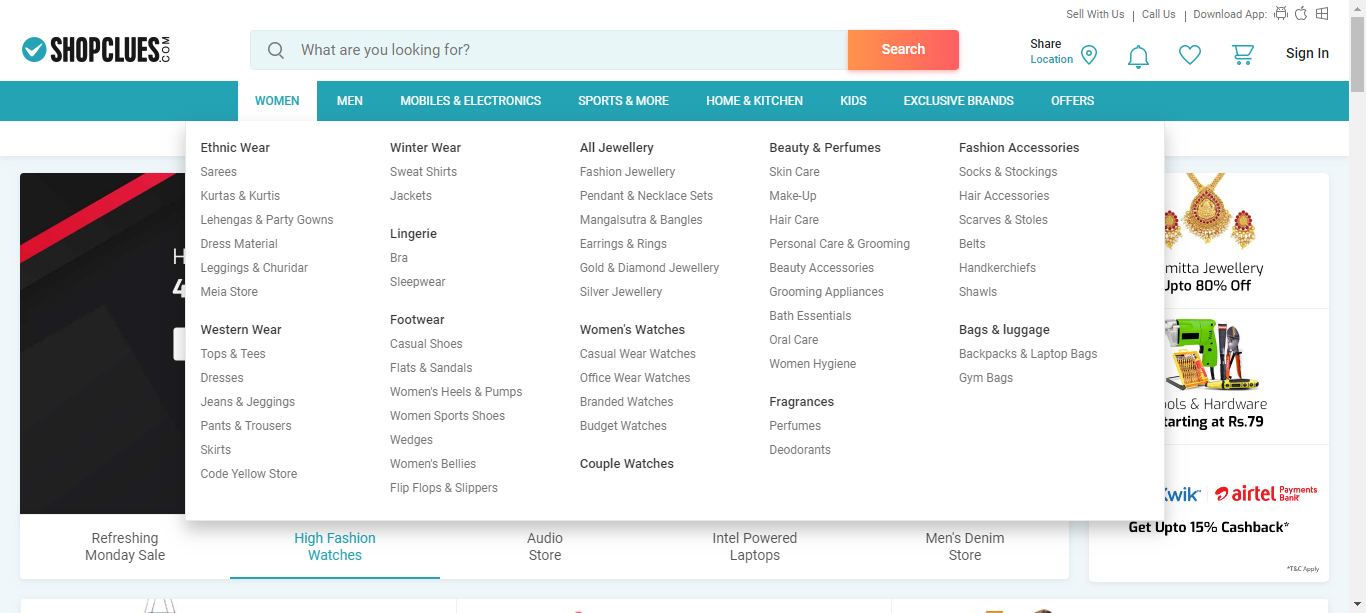 Sell With Us | Call Us | Download App:
SHOPCLUES.COM
What are you looking for?
Search
Share
Location
Sign In
WOMEN
MEN
MOBILES & ELECTRONICS
SPORTS & MORE
HOME & KITCHEN
KIDS
EXCLUSIVE BRANDS
OFFERS
Ethnic Wear
Sarees
Kurtas & Kurtis
Lehengas & Party Gowns
Dress Material
Leggings & Churidar
Meia Store
Western Wear
Tops & Tees
Dresses
Jeans & Jeggings
Pants & Trousers
Skirts
Code Yellow Store
Winter Wear
Sweat Shirts
Jackets
Lingerie
Bra
Sleepwear
Footwear
Casual Shoes
Flats & Sandals
Women's Heels & Pumps
Women Sports Shoes
Wedges
Women's Bellies
Flip Flops & Slippers
All Jewellery
Fashion Jewellery
Pendant & Necklace Sets
Mangalsutra & Bangles
Earrings & Rings
Gold & Diamond Jewellery
Silver Jewellery
Women's Watches
Casual Wear Watches
Office Wear Watches
Branded Watches
Budget Watches
Couple Watches
Beauty & Perfumes
Skin Care
Make-Up
Hair Care
Personal Care & Grooming
Beauty Accessories
Grooming Appliances
Bath Essentials
Oral Care
Women Hygiene
Fragrances
Perfumes
Deodorants
Fashion Accessories
Socks & Stockings
Hair Accessories
Scarves & Stoles
Belts
Handkerchiefs
Shawls
Bags & luggage
Backpacks & Laptop Bags
Gym Bags
H
4
mitta Jewellery
Upto 80% Off
ols & Hardware
tarting at Rs.79
Kwik
airtel Payments Bank
Get Upto 15% Cashback*
*T&C Apply
Refreshing
Monday Sale
High Fashion
Watches
Audio
Store
Intel Powered
Laptops
Men's Denim
Store